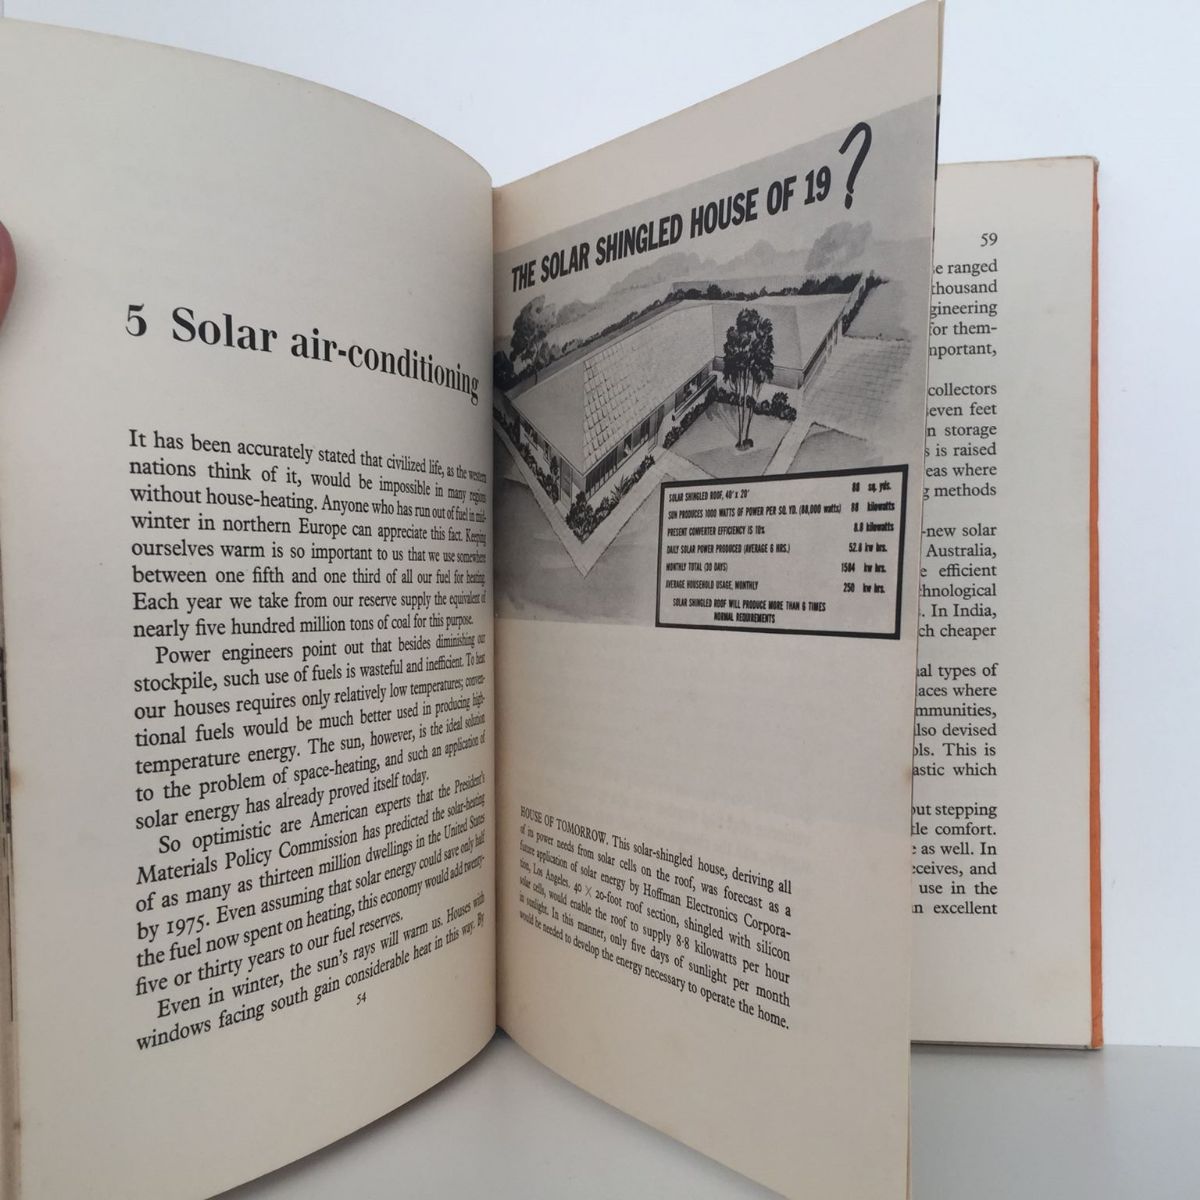 5 Solar air-conditioning
It has been accurately stated that civilized life, as the western
nations think of it, would be impossible in many regions
without house-heating. Anyone who has run out of fuel in mid-
winter in northern Europe can appreciate this fact. Keeping
ourselves warm is so important to us that we use somewhere
between one fifth and one third of all our fuel for heating.
Each year we take from our reserve supply the equivalent of
nearly five hundred million tons of coal for this purpose.
Power engineers point out that besides diminishing our
stockpile, such use of fuels is wasteful and inefficient. To heat
our houses requires only relatively low temperatures; conven-
tional fuels would be much better used in producing high-
temperature energy. The sun, however, is the ideal solution
to the problem of space-heating, and such an application of
solar energy has already proved itself today.
So optimistic are American experts that the President's
Materials Policy Commission has predicted the solar-heating
of as many as thirteen million dwellings in the United States
by 1975. Even assuming that solar energy could save only half
the fuel now spent on heating, this economy would add twenty-
five or thirty years to our fuel reserves.
Even in winter, the sun's rays will warm us. Houses with
windows facing south gain considerable heat in this way. By
54
THE SOLAR SHINGLED HOUSE OF 19?
SOLAR SHINGLED ROOF, 40' x 20' 88 sq. yds.
SUN PRODUCES 1000 WATTS OF POWER PER SQ. YD. (88,000 watts) 88 kilowatts
PRESENT CONVERTER EFFICIENCY IS 10% 8.8 kilowatts
DAILY SOLAR POWER PRODUCED (AVERAGE 6 HRS.) 52.8 kw hrs.
MONTHLY TOTAL (30 DAYS) 1584 kw hrs.
AVERAGE HOUSEHOLD USAGE, MONTHLY 250 kw hrs.
SOLAR SHINGLED ROOF WILL PRODUCE MORE THAN 6 TIMES
NORMAL REQUIREMENTS
HOUSE OF TOMORROW. This solar-shingled house, deriving all
of its power needs from solar cells on the roof, was forecast as a
future application of solar energy by Hoffman Electronics Corpora-
tion, Los Angeles. 40 × 20-foot roof section, shingled with silicon
solar cells, would enable the roof to supply 8·8 kilowatts per hour
in sunlight. In this manner, only five days of sunlight per month
would be needed to develop the energy necessary to operate the home.
59
ranged
thousand
for them-
collectors
seven feet
storage
s is raised
where
methods
-new solar
Australia,
efficient
. In India,
cheaper
types of
where
also devised
This is
which
stepping
comfort.
as well. In
and
use in the
excellent